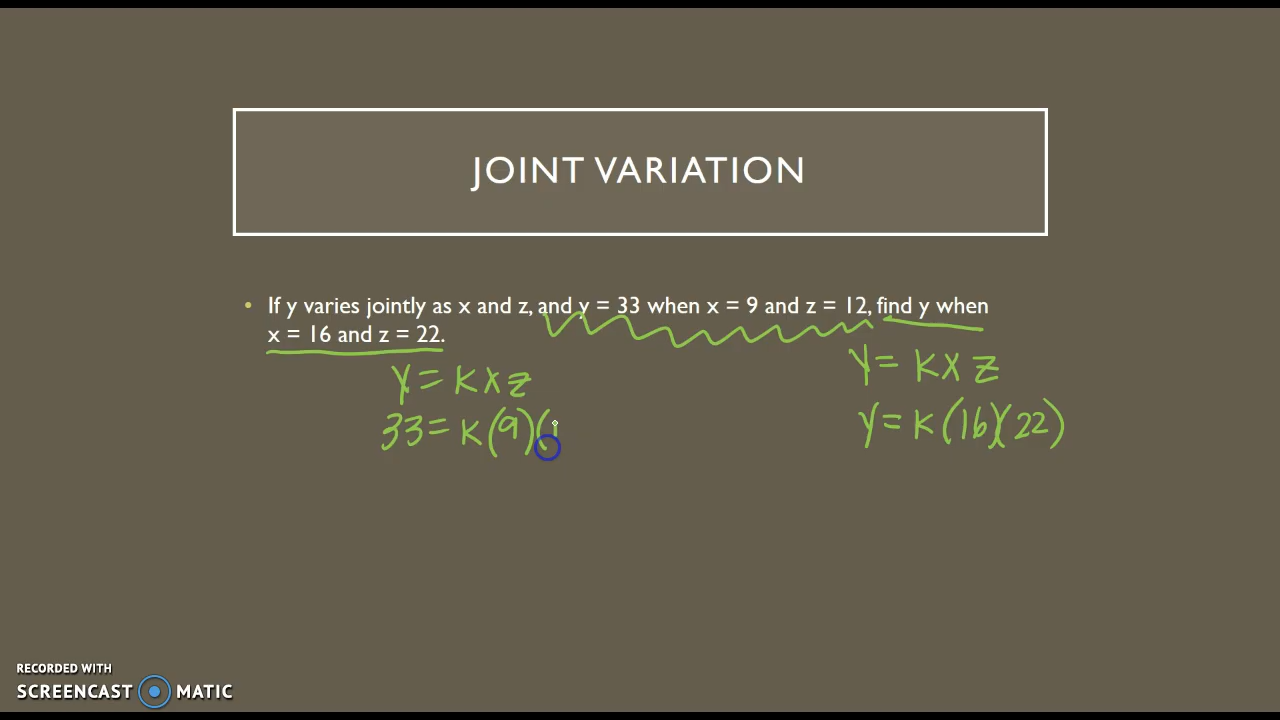 JOINT VARIATION
• If y varies jointly as x and z, and y = 33 when x = 9 and z = 12, find y when
x = 16 and z = 22.
y = kxz
y = kxz
33 = k(9)(1
y = k(16)(22)
RECORDED WITH
SCREENCAST MATIC